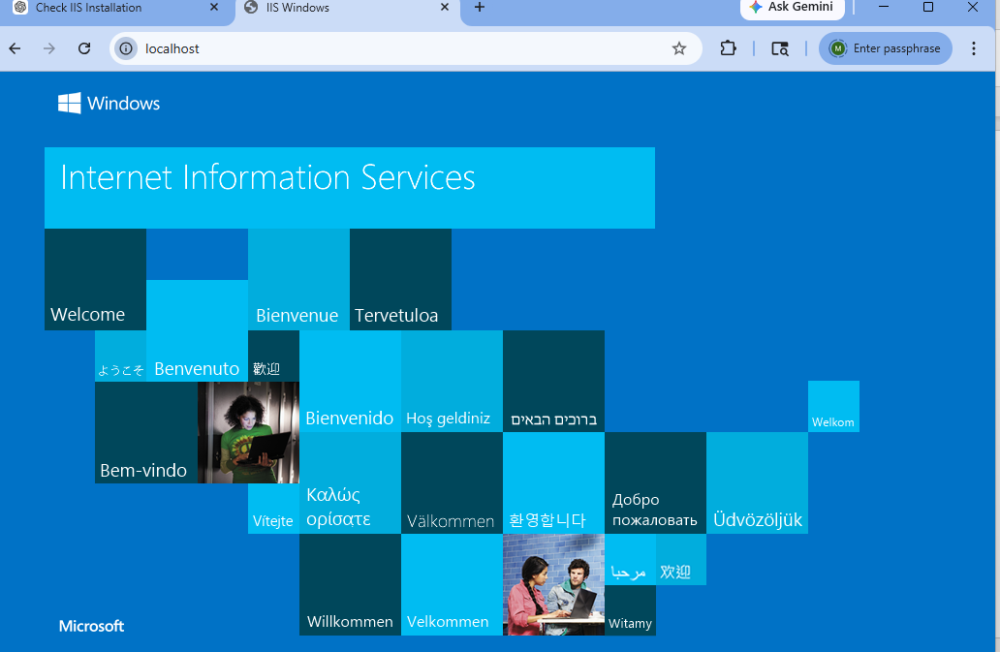 Check IIS Installation
IIS Windows
Ask Gemini
localhost
M
Enter passphrase
Windows
Internet Information Services
Welcome
Bienvenue
Tervetuloa
ようこそ
Benvenuto
歡迎
Bienvenido
Hoş geldiniz
ברוכים הבאים
Welkom
Bem-vindo
Vítejte
Καλώς
ορίσατε
Välkommen
환영합니다
Добро
пожаловать
Üdvözöljük
مرحبا
欢迎
Willkommen
Velkommen
Witamy
Microsoft